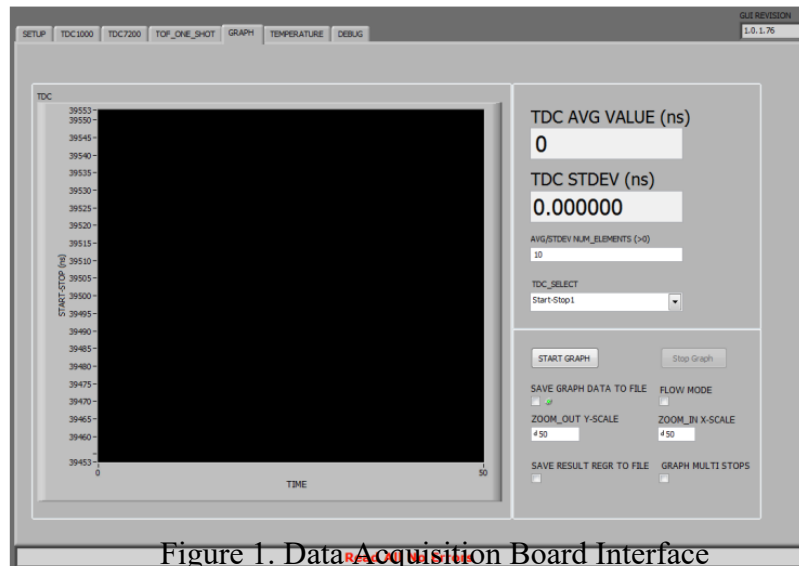 GUI REVISION
1.0.1.76
SETUP TDC1000 TDC7200 TOF_ONE_SHOT GRAPH TEMPERATURE DEBUG
TDC
39553
39550
39545
39540
39535
39530
39525
39520
39515
39510
39505
39500
39495
39490
39485
39480
39475
39470
39465
39460
39453
START-STOP (ns)
0 50
TIME
TDC AVG VALUE (ns)
0
TDC STDEV (ns)
0.000000
AVG/STDEV NUM_ELEMENTS (>0)
10
TDC_SELECT
Start-Stop1
START GRAPH Stop Graph
SAVE GRAPH DATA TO FILE FLOW MODE
ZOOM_OUT Y-SCALE ZOOM_IN X-SCALE
d 50 d 50
SAVE RESULT REGR TO FILE GRAPH MULTI STOPS
Read All No Errors
Figure 1. Data Acquisition Board Interface